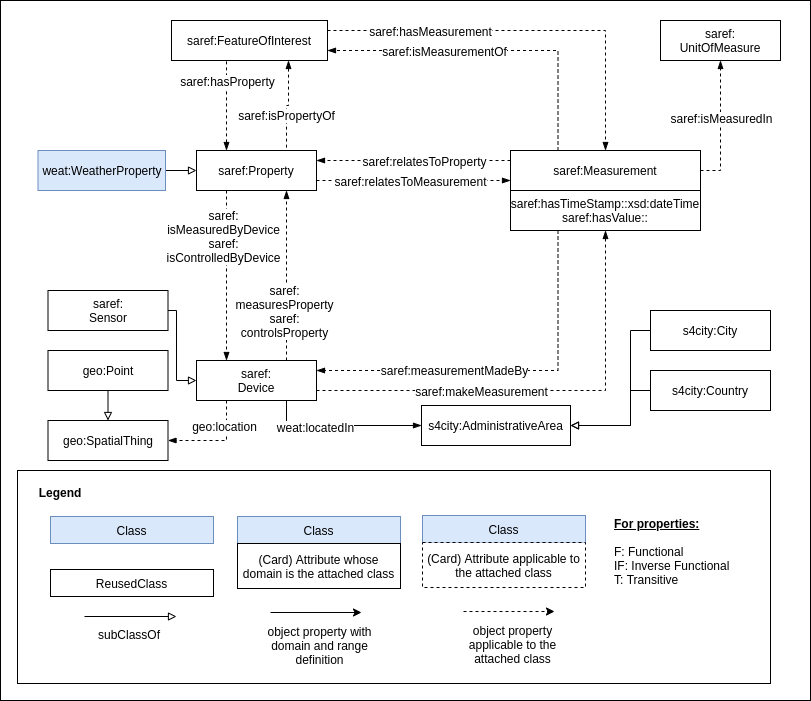 saref:FeatureOfInterest
saref:hasMeasurement
saref:isMeasurementOf
saref:
UnitOfMeasure
saref:hasProperty
saref:isPropertyOf
saref:isMeasuredIn
weat:WeatherProperty
saref:Property
saref:relatesToProperty
saref:relatesToMeasurement
saref:Measurement
saref:hasTimeStamp::xsd:dateTime
saref:hasValue::
saref:
isMeasuredByDevice
saref:
isControlledByDevice
saref:
measuresProperty
saref:
controlsProperty
saref:
Sensor
geo:Point
geo:SpatialThing
saref:
Device
saref:measurementMadeBy
saref:makeMeasurement
geo:location
weat:locatedIn
s4city:AdministrativeArea
s4city:City
s4city:Country
Legend
Class
ReusedClass
subClassOf
Class
(Card) Attribute whose
domain is the attached class
object property with
domain and range
definition
Class
(Card) Attribute applicable to
the attached class
object property
applicable to the
attached class
For properties:
F: Functional
IF: Inverse Functional
T: Transitive